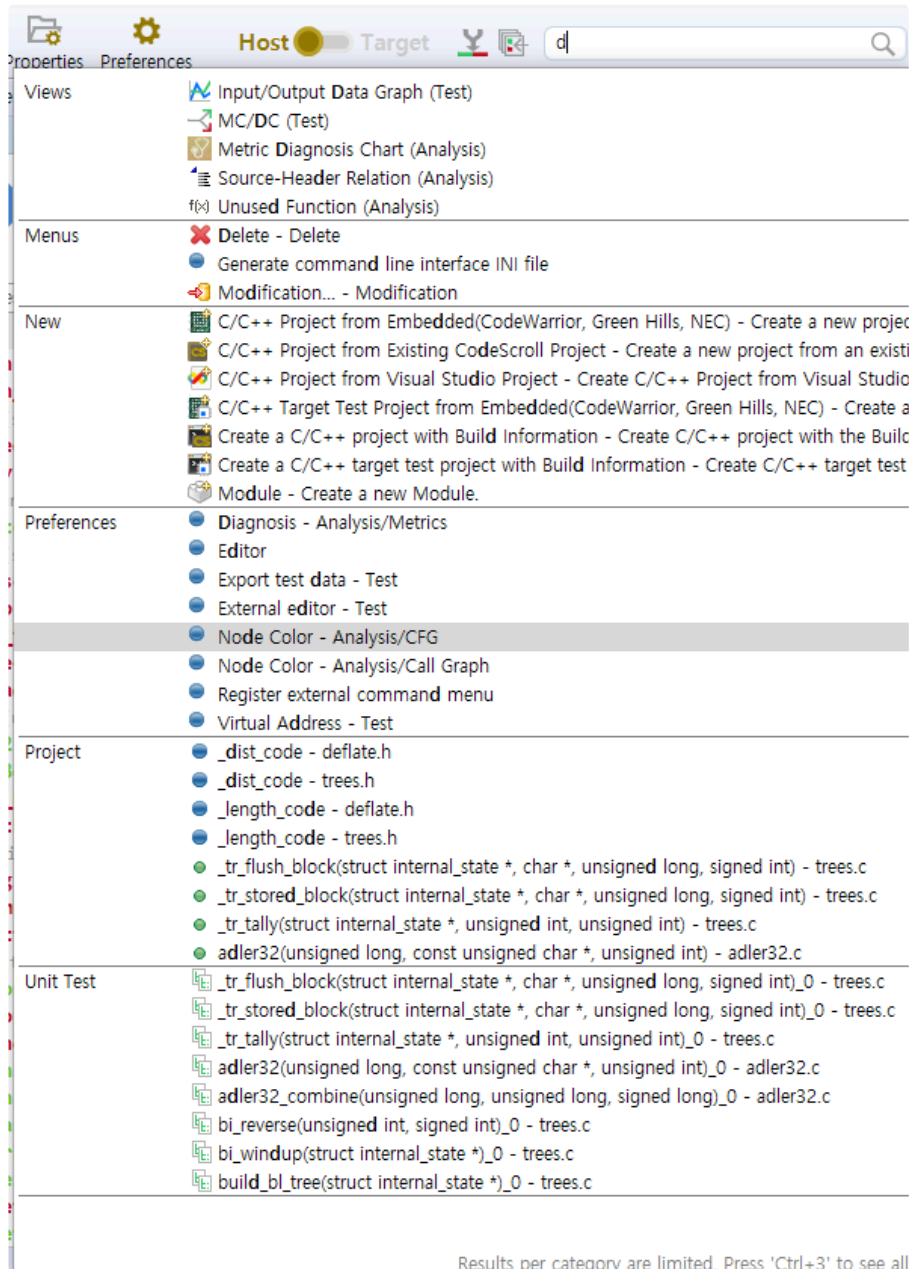 Properties Preferences Host Target d
Views Input/Output Data Graph (Test)
MC/DC (Test)
Metric Diagnosis Chart (Analysis)
Source-Header Relation (Analysis)
f(x) Unused Function (Analysis)
Menus Delete - Delete
Generate command line interface INI file
Modification... - Modification
New C/C++ Project from Embedded(CodeWarrior, Green Hills, NEC) - Create a new projec
C/C++ Project from Existing CodeScroll Project - Create a new project from an existi
C/C++ Project from Visual Studio Project - Create C/C++ Project from Visual Studio
C/C++ Target Test Project from Embedded(CodeWarrior, Green Hills, NEC) - Create a
Create a C/C++ project with Build Information - Create C/C++ project with the Build
Create a C/C++ target test project with Build Information - Create C/C++ target test
Module - Create a new Module.
Preferences Diagnosis - Analysis/Metrics
Editor
Export test data - Test
External editor - Test
Node Color - Analysis/CFG
Node Color - Analysis/Call Graph
Register external command menu
Virtual Address - Test
Project _dist_code - deflate.h
_dist_code - trees.h
_length_code - deflate.h
_length_code - trees.h
_tr_flush_block(struct internal_state *, char *, unsigned long, signed int) - trees.c
_tr_stored_block(struct internal_state *, char *, unsigned long, signed int) - trees.c
_tr_tally(struct internal_state *, unsigned int, unsigned int) - trees.c
adler32(unsigned long, const unsigned char *, unsigned int) - adler32.c
Unit Test _tr_flush_block(struct internal_state *, char *, unsigned long, signed int)_0 - trees.c
_tr_stored_block(struct internal_state *, char *, unsigned long, signed int)_0 - trees.c
_tr_tally(struct internal_state *, unsigned int, unsigned int)_0 - trees.c
adler32(unsigned long, const unsigned char *, unsigned int)_0 - adler32.c
adler32_combine(unsigned long, unsigned long, signed long)_0 - adler32.c
bi_reverse(unsigned int, signed int)_0 - trees.c
bi_windup(struct internal_state *)_0 - trees.c
build_bl_tree(struct internal_state *)_0 - trees.c
Results per category are limited. Press 'Ctrl+3' to see all